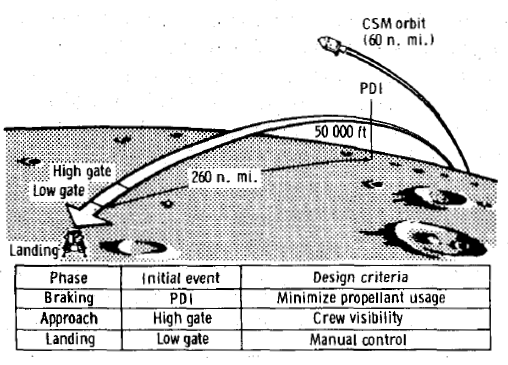 CSM orbit
(60 n. mi.)
PDI
50 000 ft
High gate
Low gate
260 n. mi.
Landing
Phase Initial event Design criteria
Braking PDI Minimize propellant usage
Approach High gate Crew visibility
Landing Low gate Manual control